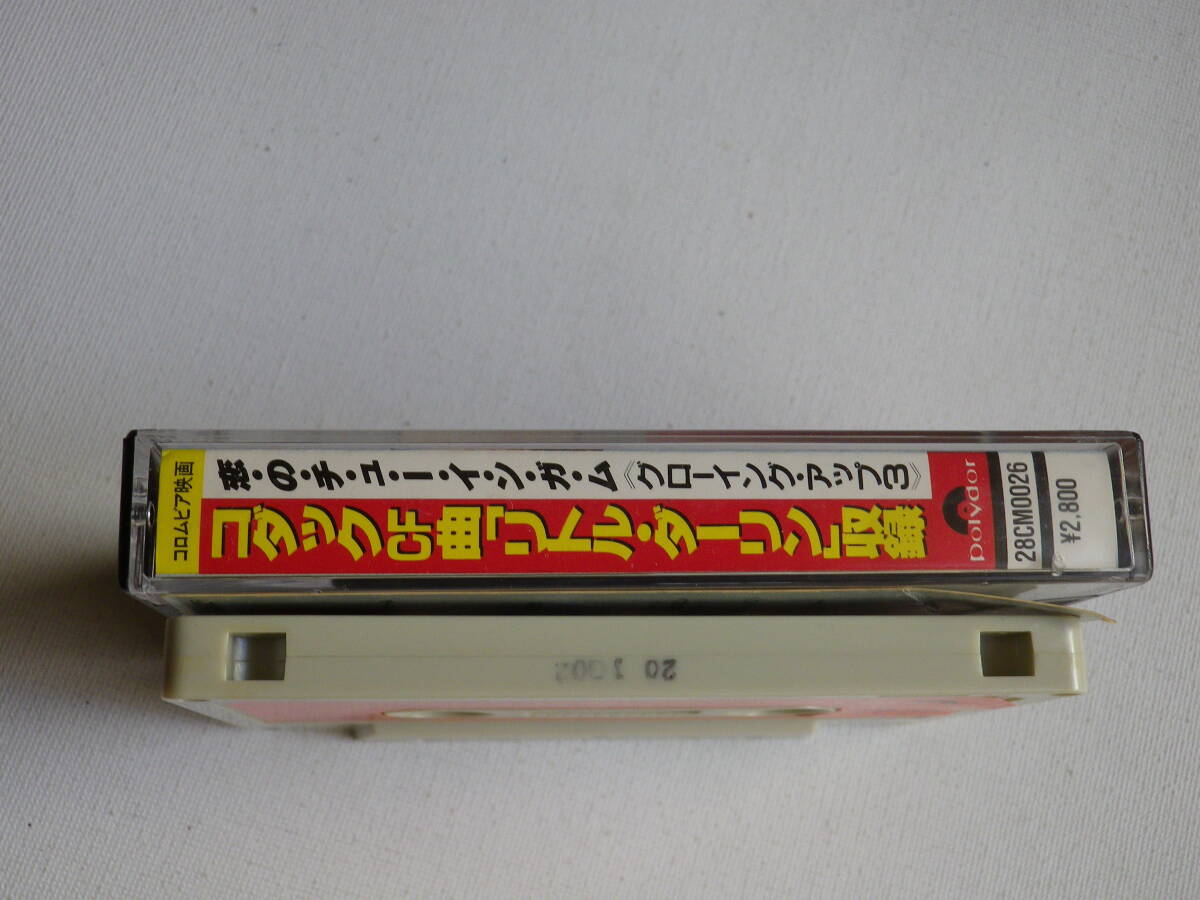 コロムビア映画
恋・の・チ・ュ・ー・イ・ン・ガ・ム《グローイング・アップ3》
コダックCF曲「リトル・ダーリン」収録
polydor
28CM0026
¥2,800